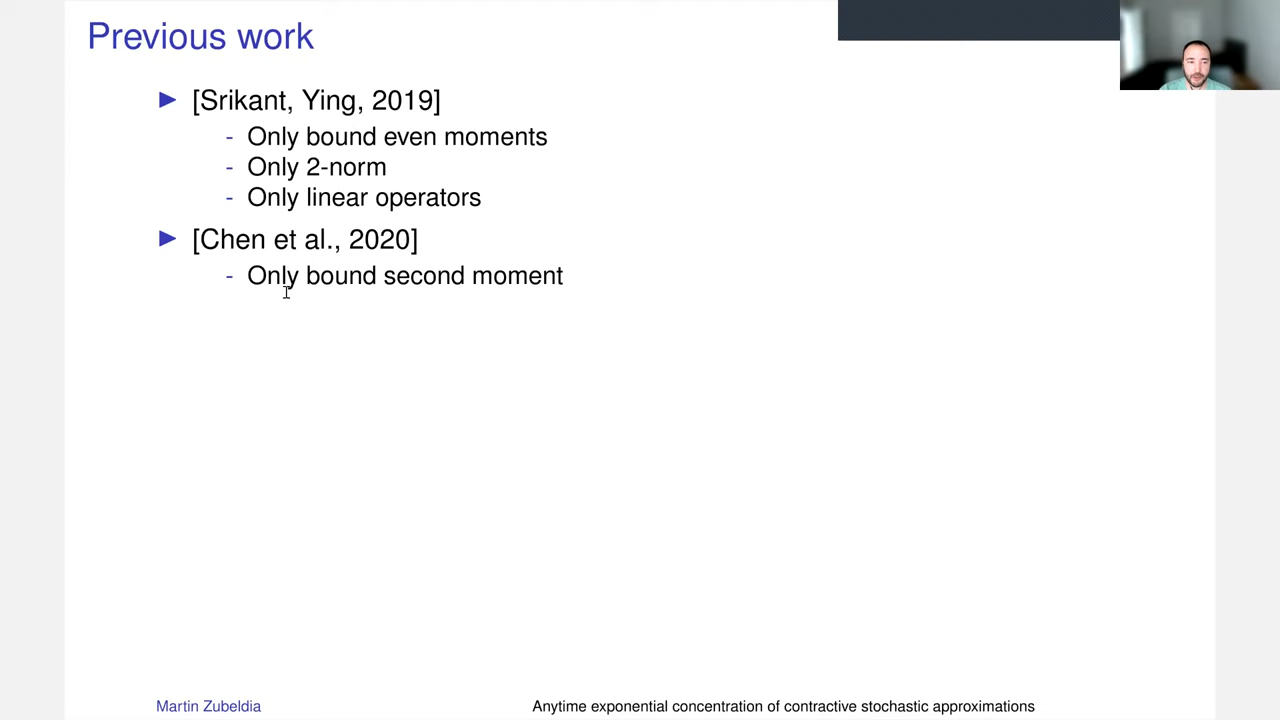 Previous work
[Srikant, Ying, 2019]
- Only bound even moments
- Only 2-norm
- Only linear operators
[Chen et al., 2020]
- Only bound second moment
Martin Zubeldia
Anytime exponential concentration of contractive stochastic approximations